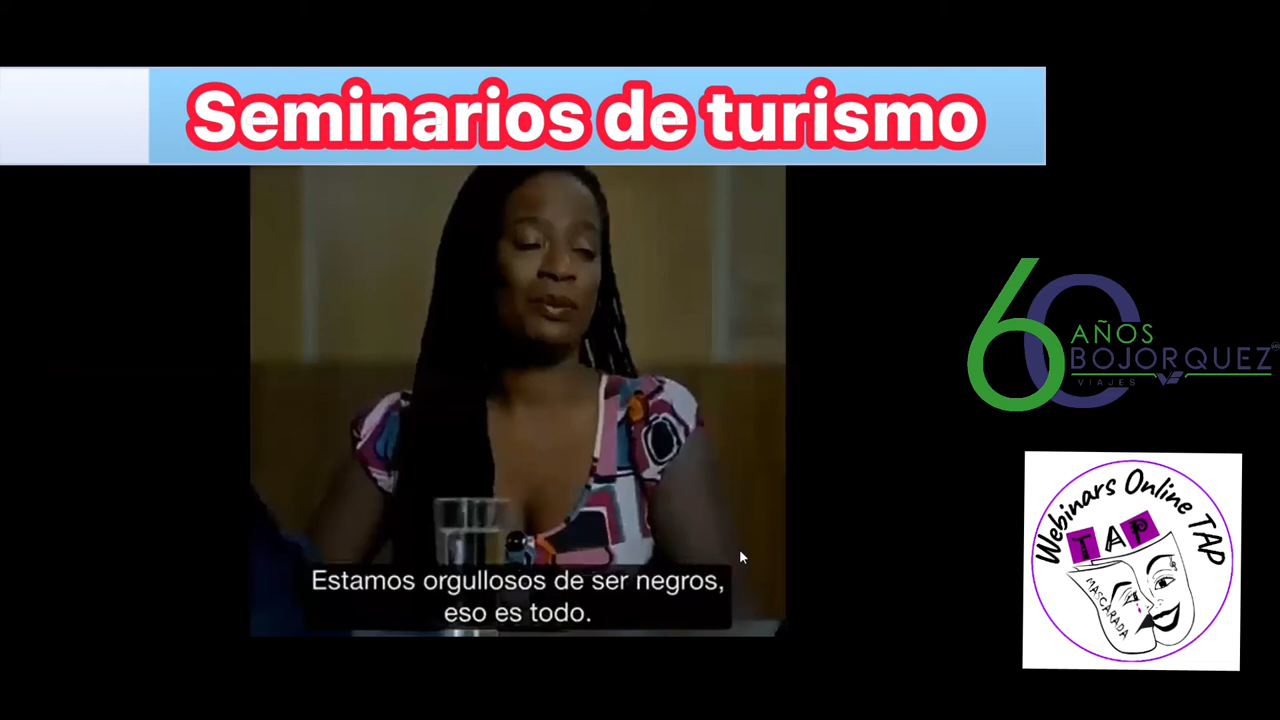 Seminarios de turismo
60 AÑOS
BOJORQUEZ
VIAJES
Webinars Online TAP
TAP
MASCARADA
Estamos orgullosos de ser negros,
eso es todo.